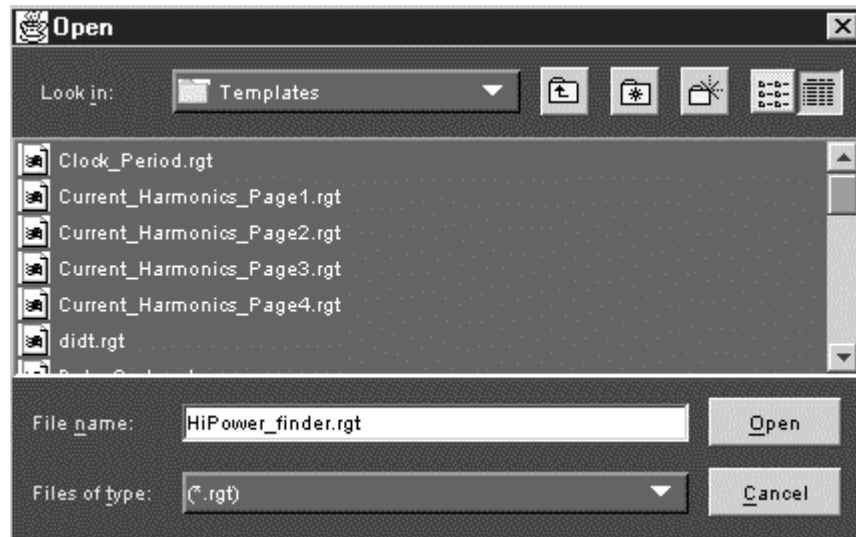 Open
Look in:
Templates
Clock_Period.rgt
Current_Harmonics_Page1.rgt
Current_Harmonics_Page2.rgt
Current_Harmonics_Page3.rgt
Current_Harmonics_Page4.rgt
didt.rgt
File name:
HiPower_finder.rgt
Open
Files of type:
(*.rgt)
Cancel